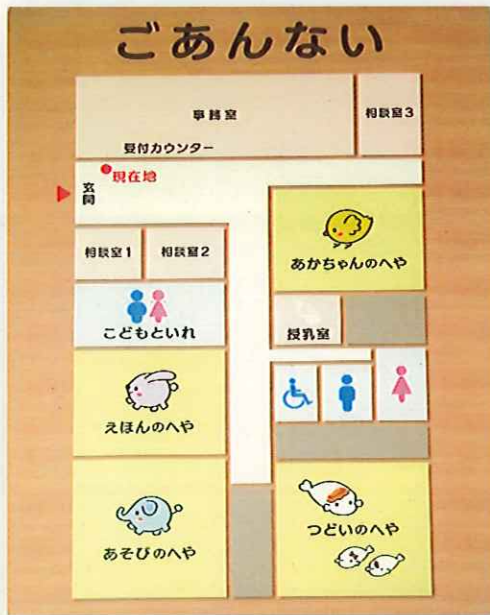 ごあんない
事務室
相談室3
受付カウンター
現在地
玄関
相談室1
相談室2
あかちゃんのへや
こどもといれ
授乳室
えほんのへや
あそびのへや
つどいのへや